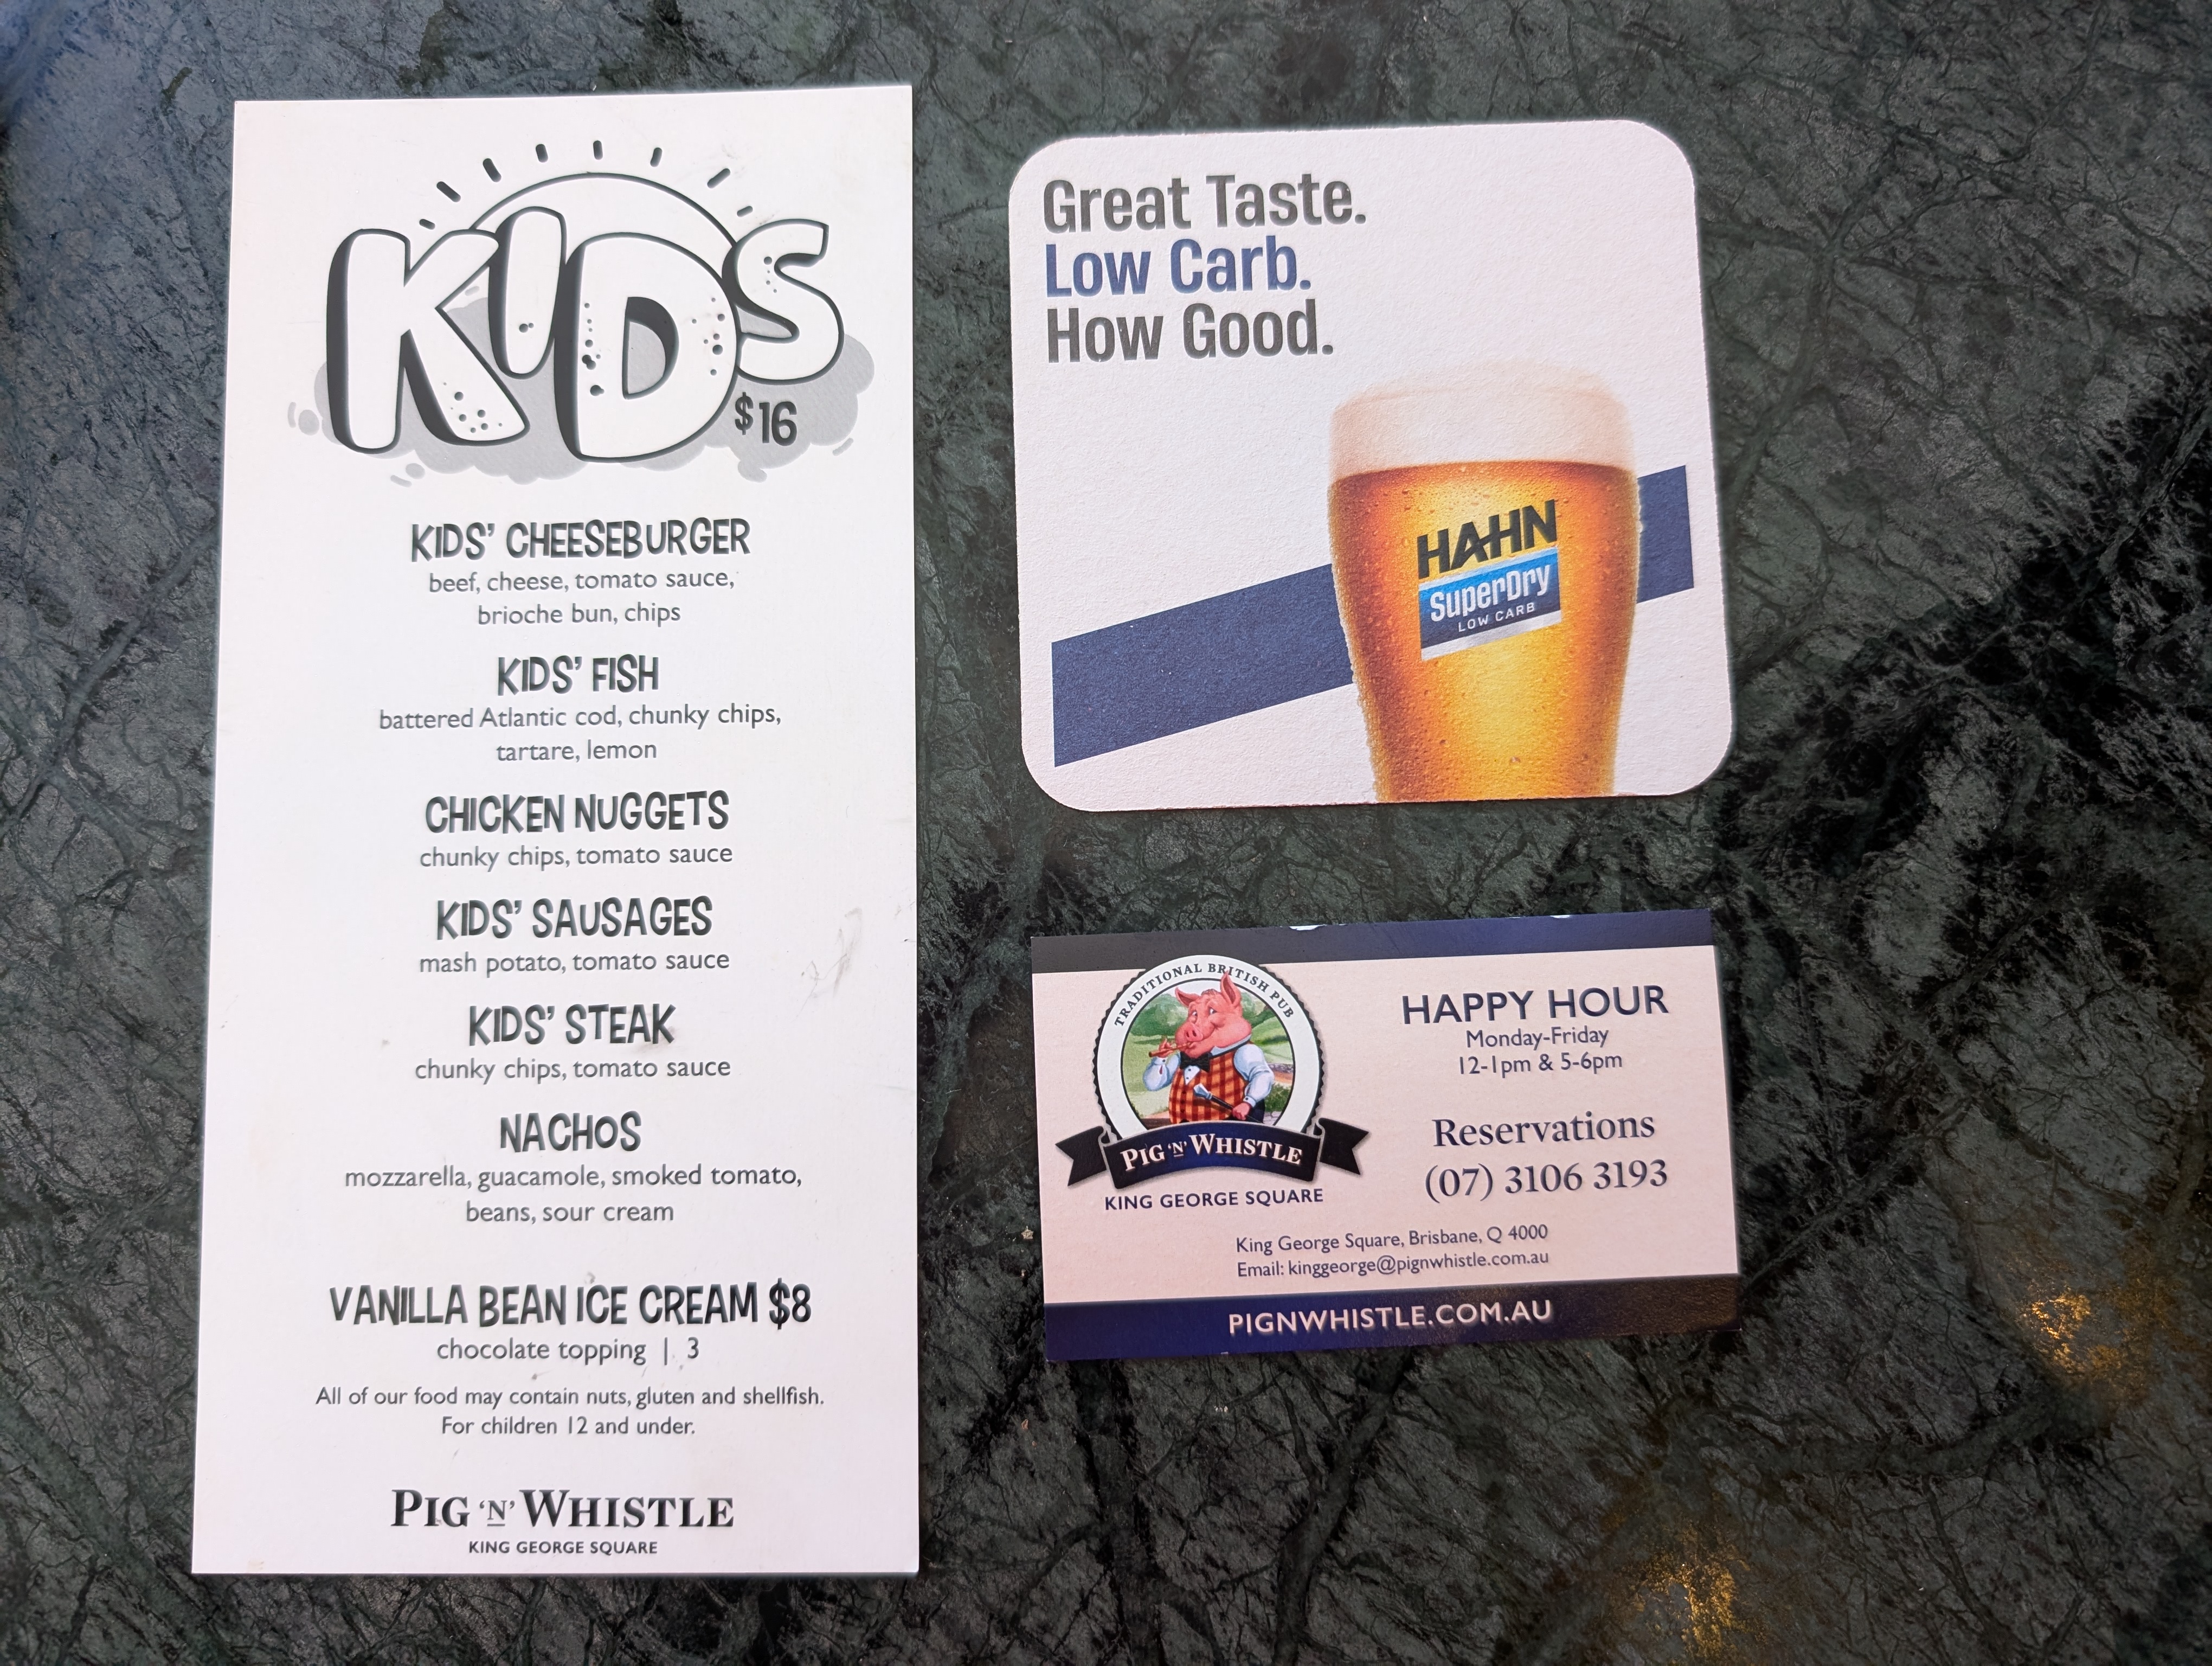 KIDS
$16
KIDS' CHEESEBURGER
beef, cheese, tomato sauce,
brioche bun, chips
KIDS' FISH
battered Atlantic cod, chunky chips,
tartare, lemon
CHICKEN NUGGETS
chunky chips, tomato sauce
KIDS' SAUSAGES
mash potato, tomato sauce
KIDS' STEAK
chunky chips, tomato sauce
NACHOS
mozzarella, guacamole, smoked tomato,
beans, sour cream
VANILLA BEAN ICE CREAM $8
chocolate topping | 3
All of our food may contain nuts, gluten and shellfish.
For children 12 and under.
PIG 'N' WHISTLE
KING GEORGE SQUARE
Great Taste.
Low Carb.
How Good.
HAHN
SuperDry
LOW CARB
TRADITIONAL BRITISH PUB
PIG 'N' WHISTLE
KING GEORGE SQUARE
HAPPY HOUR
Monday-Friday
12-1pm & 5-6pm
Reservations
(07) 3106 3193
King George Square, Brisbane, Q 4000
Email: kinggeorge@pignwhistle.com.au
PIGNWHISTLE.COM.AU